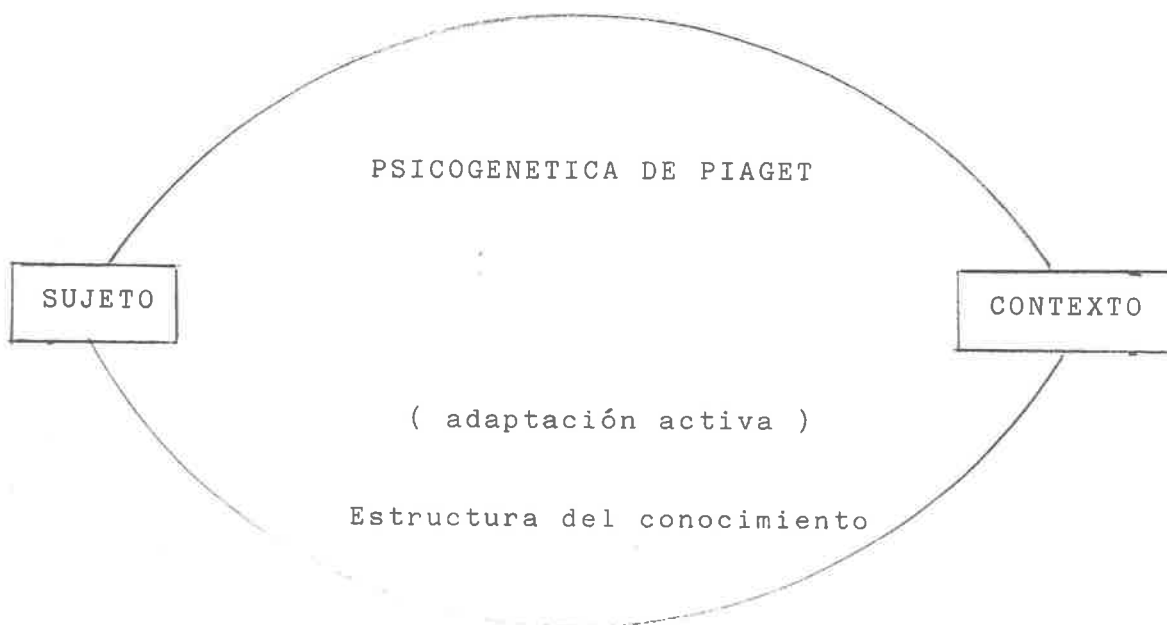 PSICOGENETICA DE PIAGET
SUJETO
CONTEXTO
( adaptación activa )
Estructura del conocimiento